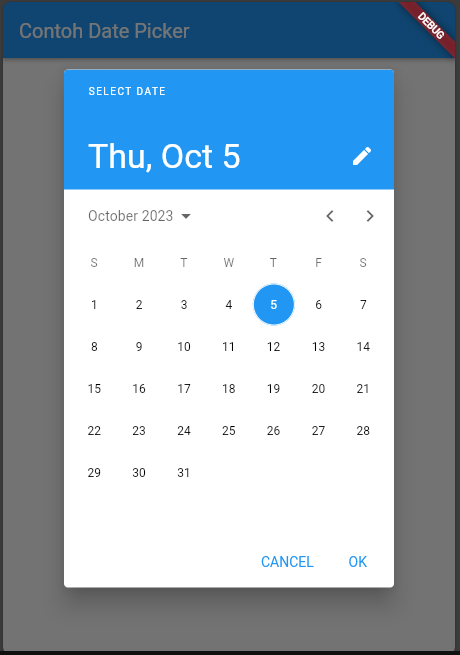 Contoh Date Picker
DEBUG
SELECT DATE
Thu, Oct 5
October 2023
S M T W T F S
1 2 3 4 5 6 7
8 9 10 11 12 13 14
15 16 17 18 19 20 21
22 23 24 25 26 27 28
29 30 31
CANCEL OK